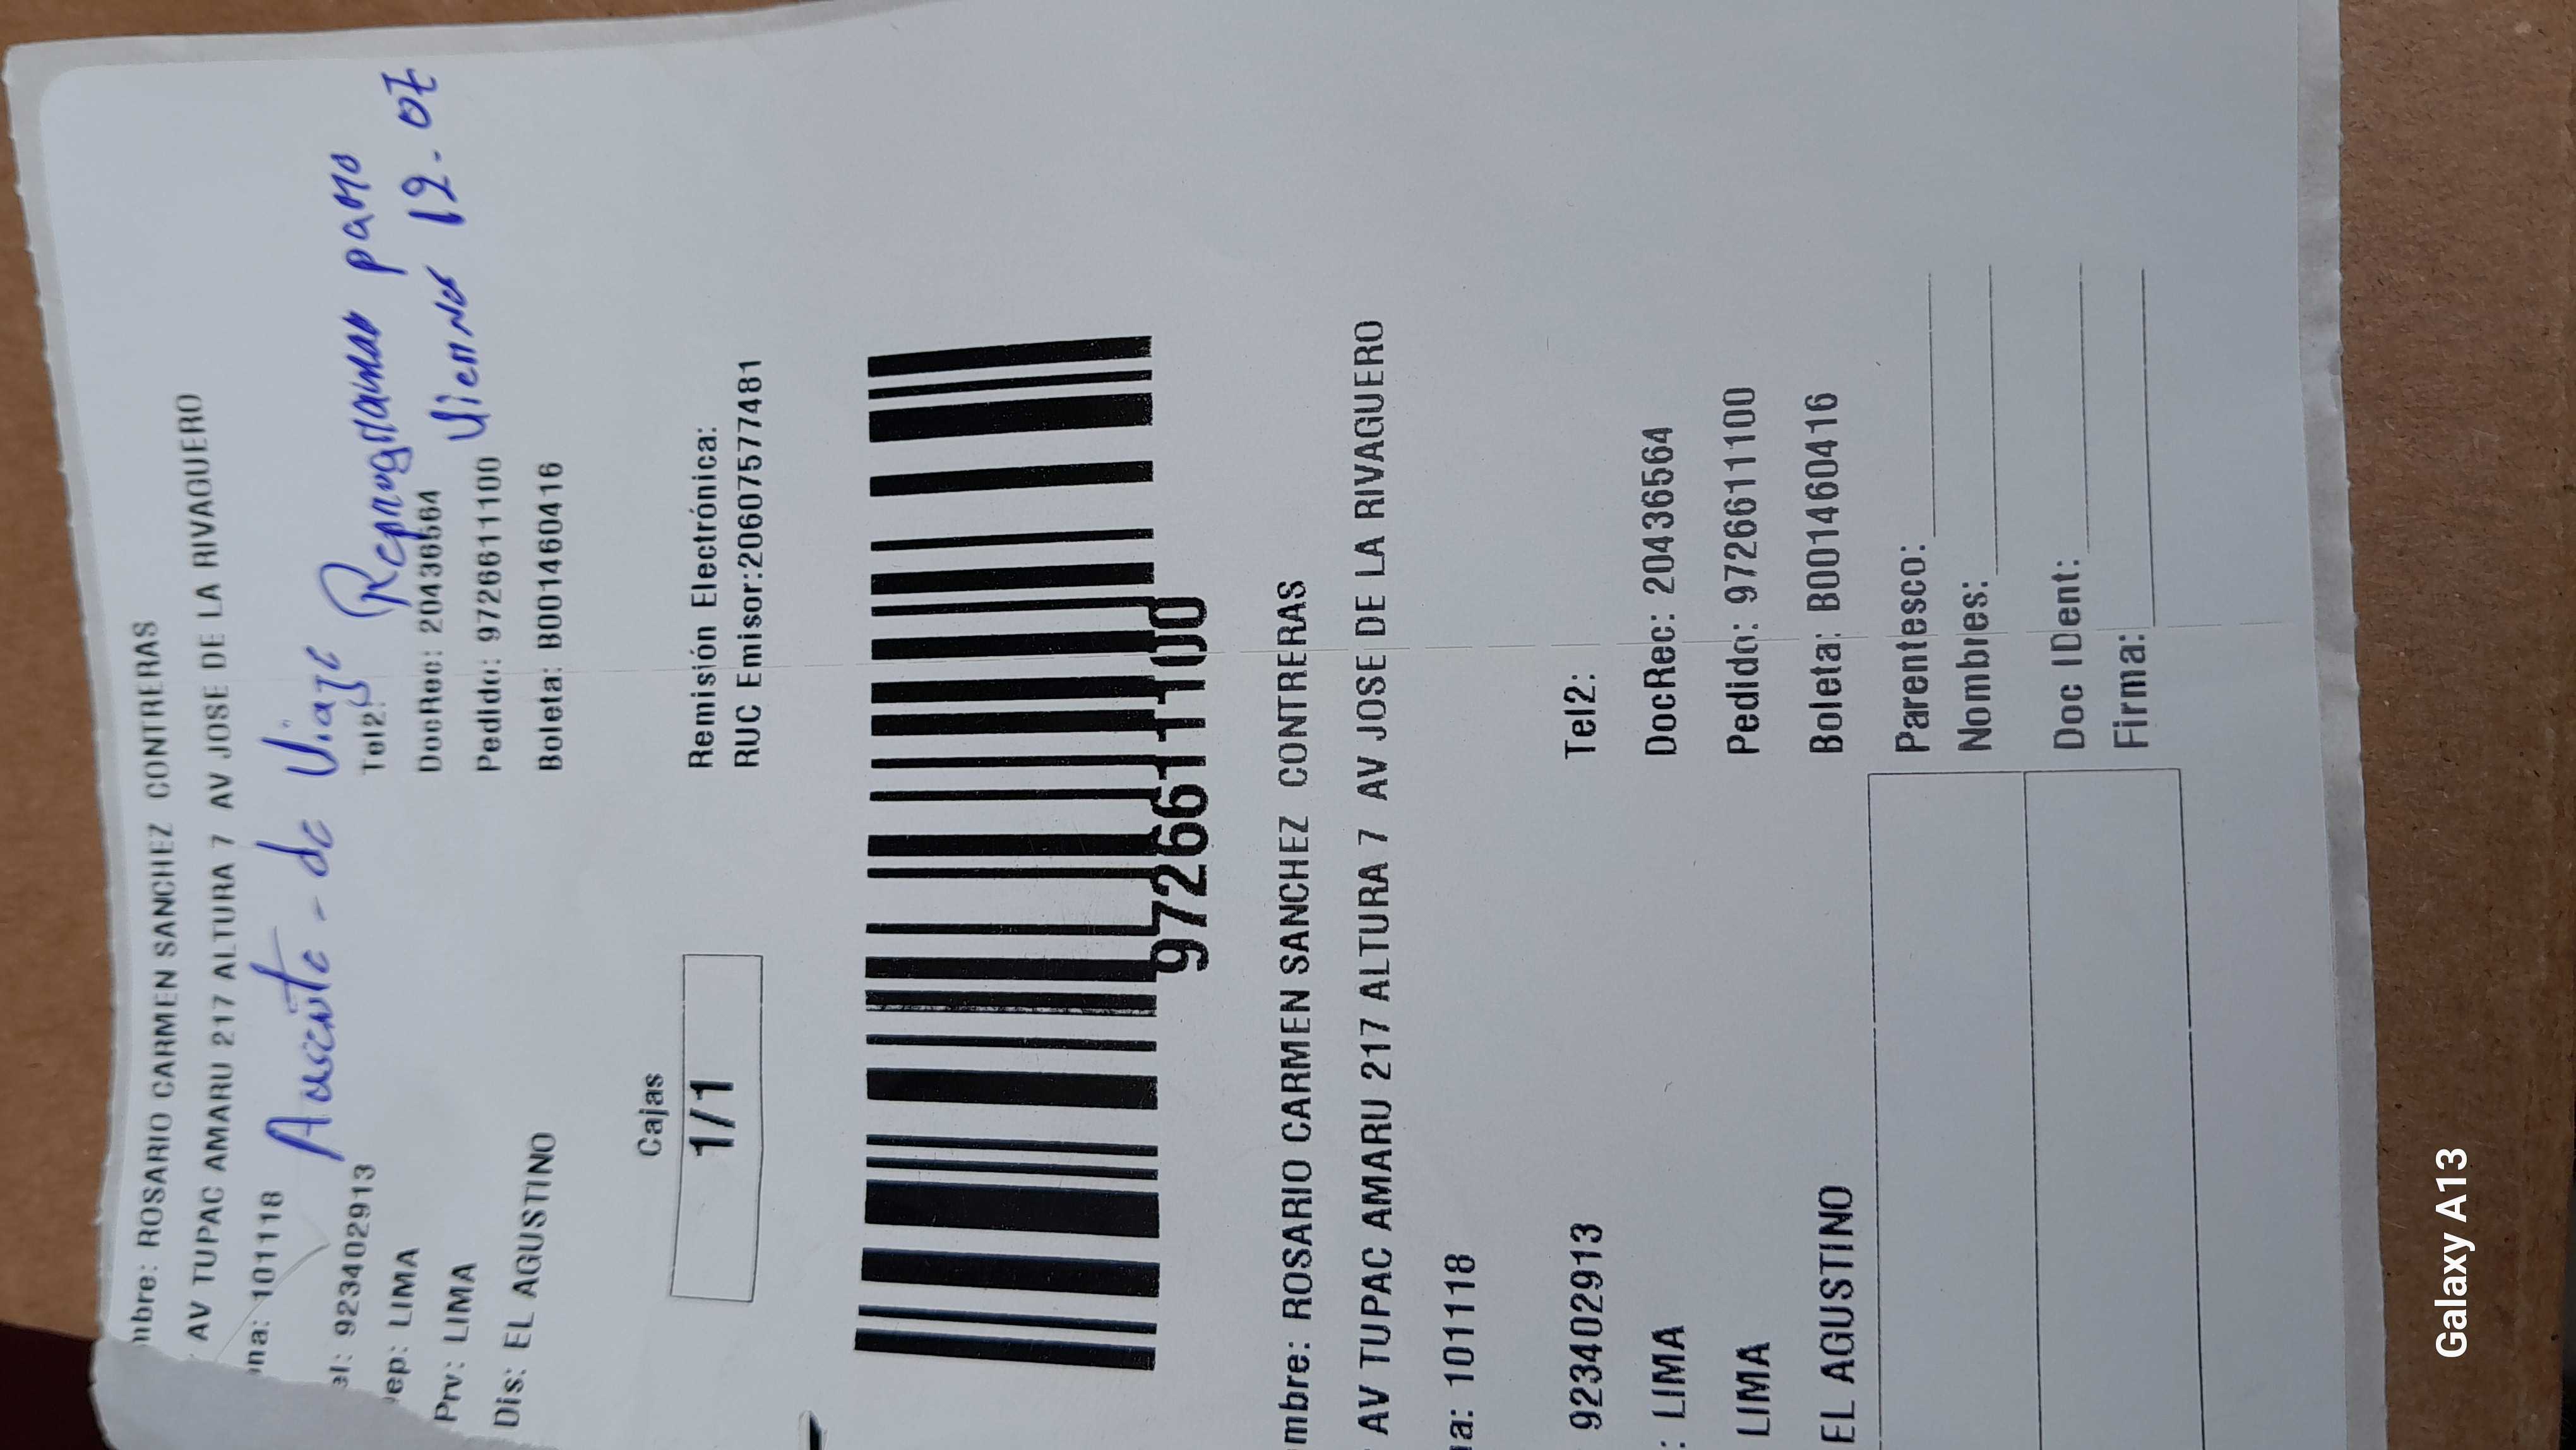 mbre: ROSARIO CARMEN SANCHEZ CONTRERAS
AV TUPAC AMARU 217 ALTURA 7 AV JOSE DE LA RIVAGUERO
na: 101118
Ausente - de Viaje
Reprogramar para
Viernes 12-07
el: 923402913
Tel2:
ep: LIMA
DocRec: 20436564
Prv: LIMA
Pedido: 9726611100
Dis: EL AGUSTINO
Boleta: B001460416
Cajas
1/1
Remisión Electrónica:
RUC Emisor:20607577481
9726611100
mbre: ROSARIO CARMEN SANCHEZ CONTRERAS
AV TUPAC AMARU 217 ALTURA 7 AV JOSE DE LA RIVAGUERO
a: 101118
923402913
Tel2:
: LIMA
DocRec: 20436564
LIMA
Pedido: 9726611100
EL AGUSTINO
Boleta: B001460416
Parentesco:
Nombres:
Doc IDent:
Firma:
Galaxy A13